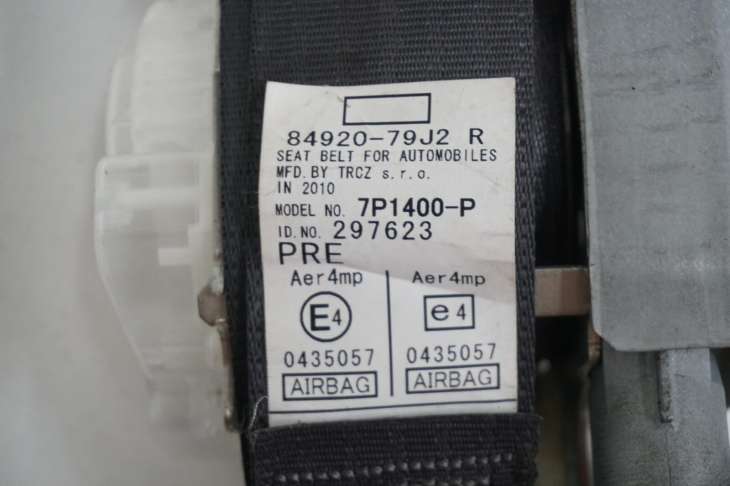 84920-79J2 R
SEAT BELT FOR AUTOMOBILES
MFD. BY TRCZ s.r.o.
IN 2010
MODEL NO. 7P1400-P
ID. NO. 297623
PRE
Aer4mp Aer4mp
E4 e4
0435057 0435057
AIRBAG AIRBAG